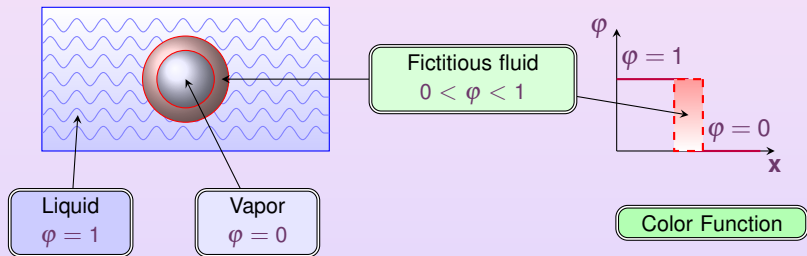 Fictitious fluid
0 < φ < 1
Liquid
φ = 1
Vapor
φ = 0
φ
φ = 1
φ = 0
x
Color Function